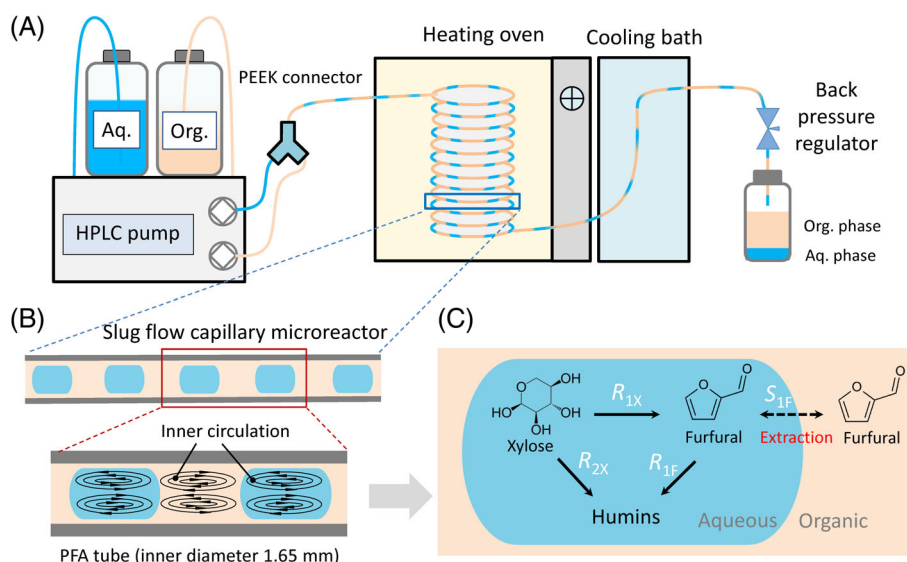 (A)
Heating oven
Cooling bath
PEEK connector
Aq.
Org.
Back
pressure
regulator
HPLC pump
Org. phase
Aq. phase
(B)
Slug flow capillary microreactor
Inner circulation
PFA tube (inner diameter 1.65 mm)
(C)
O
OH
HO
OH
OH
Xylose
R1X
O
O
Furfural
S1F
Extraction
O
O
Furfural
R2X
R1F
Humins
Aqueous
Organic